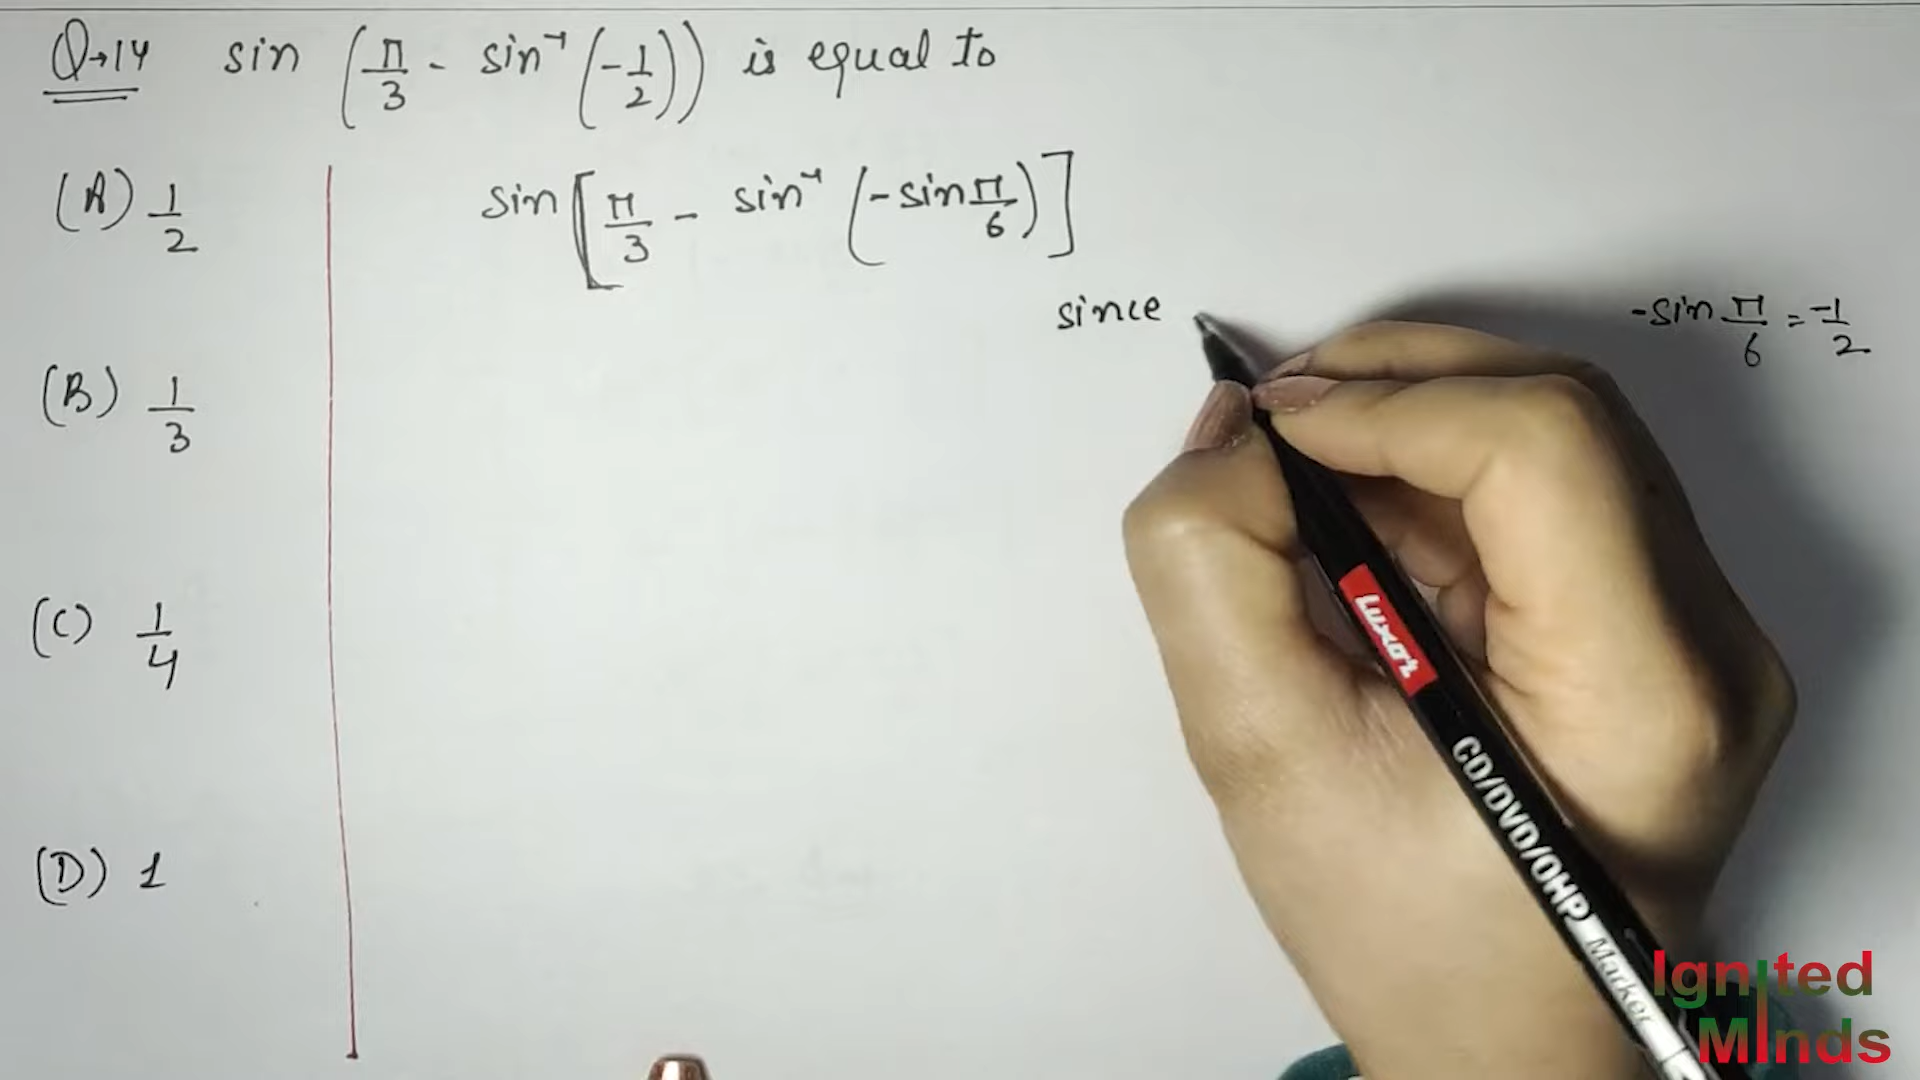 Q→14 sin (π/3 - sin⁻¹(-1/2)) is equal to
(A) 1/2
sin[π/3 - sin⁻¹(-sin π/6)]
since
-sin π/6 = -1/2
(B) 1/3
(C) 1/4
(D) 1
Luxor
CD/DVD/OHP Marker
Ignited
Minds